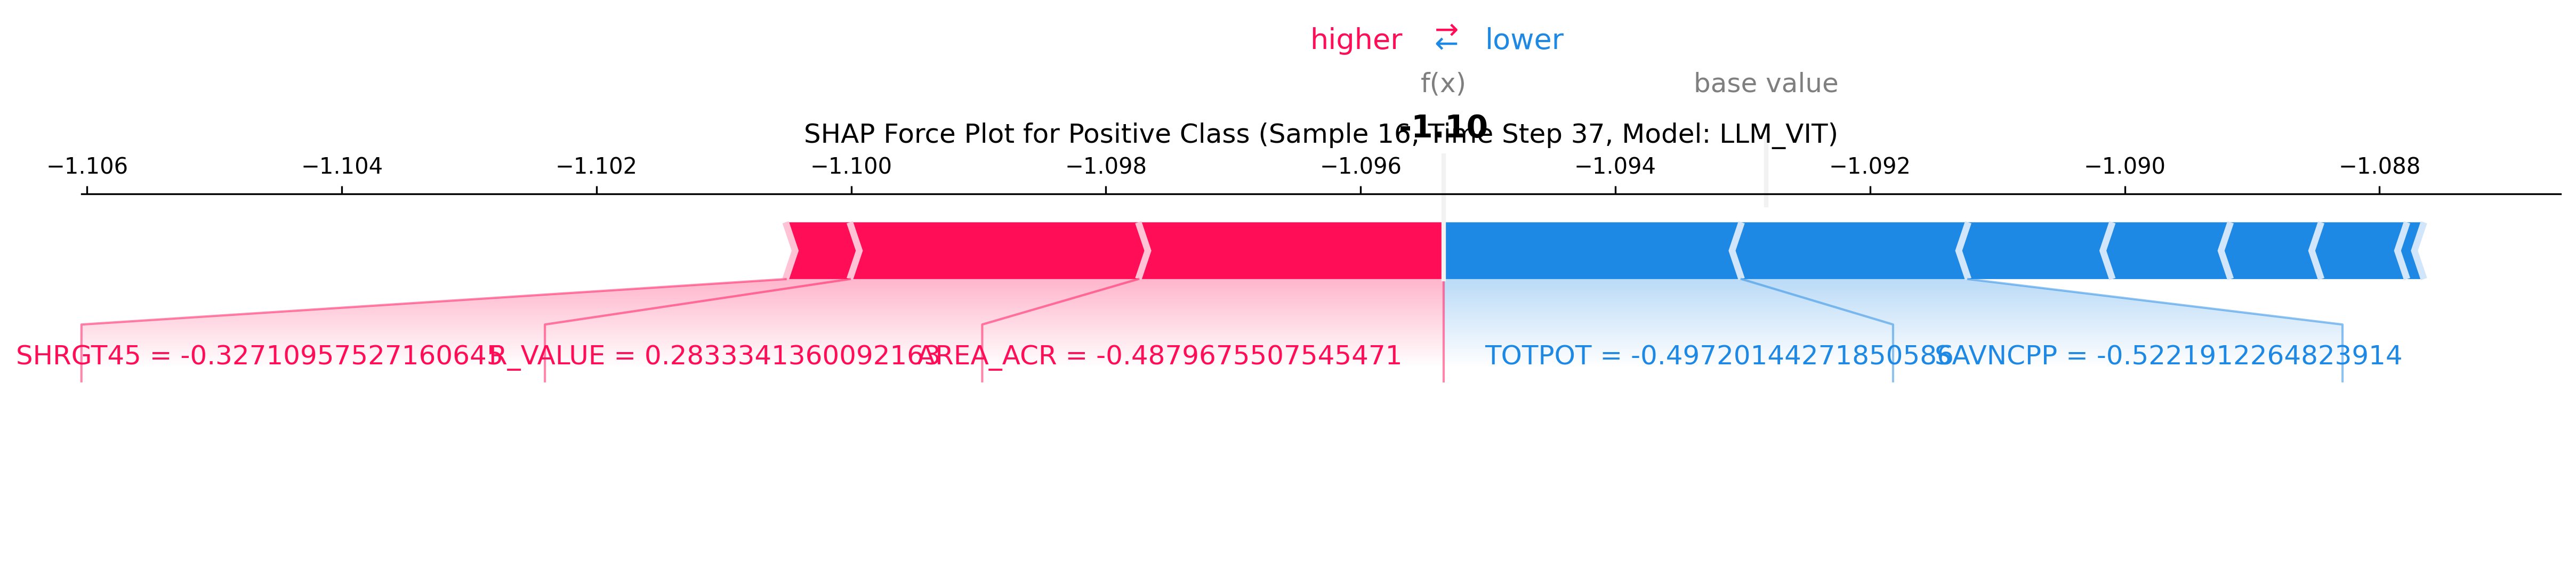 higher ⇄ lower
f(x) base value
-1.10
SHAP Force Plot for Positive Class (Sample 16, Time Step 37, Model: LLM_VIT)
−1.106 −1.104 −1.102 −1.100 −1.098 −1.096 −1.094 −1.092 −1.090 −1.088
SHRGT45 = -0.3271095752716064 R_VALUE = 0.2833341360092163 AREA_ACR = -0.4879675507545471 TOTPOT = -0.4972014427185058 SAVNCPP = -0.5221912264823914